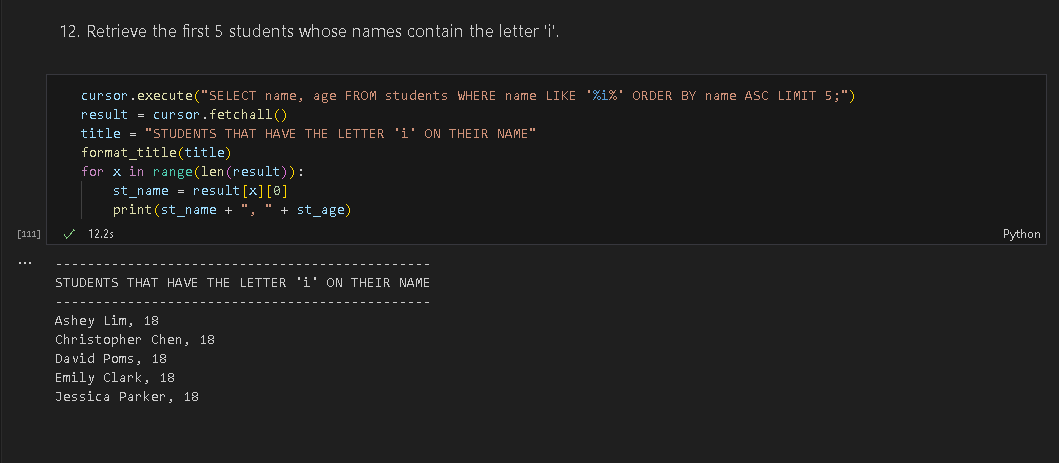 12. Retrieve the first 5 students whose names contain the letter 'i'.
cursor.execute("SELECT name, age FROM students WHERE name LIKE '%i%' ORDER BY name ASC LIMIT 5;")
result = cursor.fetchall()
title = "STUDENTS THAT HAVE THE LETTER 'i' ON THEIR NAME"
format_title(title)
for x in range(len(result)):
    st_name = result[x][0]
    print(st_name + ", " + st_age)
[111] ✓ 12.2s Python
... -----------------------------------------------
STUDENTS THAT HAVE THE LETTER 'i' ON THEIR NAME
-----------------------------------------------
Ashey Lim, 18
Christopher Chen, 18
David Poms, 18
Emily Clark, 18
Jessica Parker, 18